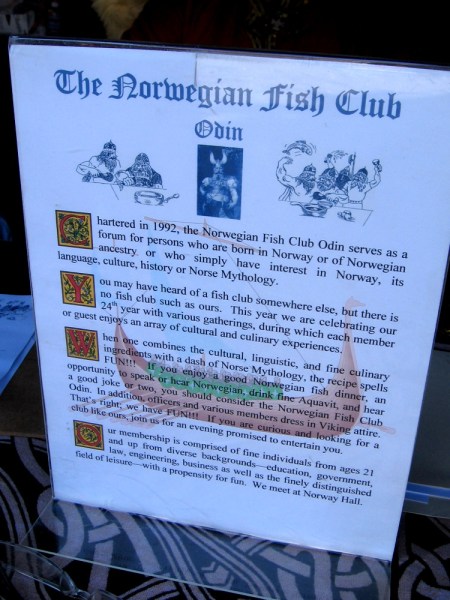 The Norwegian Fish Club
Odin
Chartered in 1992, the Norwegian Fish Club Odin serves as a
forum for persons who are born in Norway or of Norwegian
ancestry or who simply have interest in Norway, its
language, culture, history or Norse Mythology.
You may have heard of a fish club somewhere else, but there is
no fish club such as ours. This year we are celebrating our
24th year with various gatherings, during which each member
or guest enjoys an array of cultural and culinary experiences.
When one combines the cultural, linguistic, and fine culinary
ingredients with a dash of Norse Mythology, the recipe spells
FUN!!! If you enjoy a good Norwegian fish dinner, an
opportunity to speak or hear Norwegian, drink fine Aquavit, and hear
a good joke or two, you should consider the Norwegian Fish Club
Odin. In addition, officers and various members dress in Viking attire.
That's right, we have FUN!!! If you are curious and looking for a
club like ours, join us for an evening promised to entertain you.
Our membership is comprised of fine individuals from ages 21
and up from diverse backgrounds—education, government,
law, engineering, business as well as the finely distinguished
field of leisure—with a propensity for fun. We meet at Norway Hall.